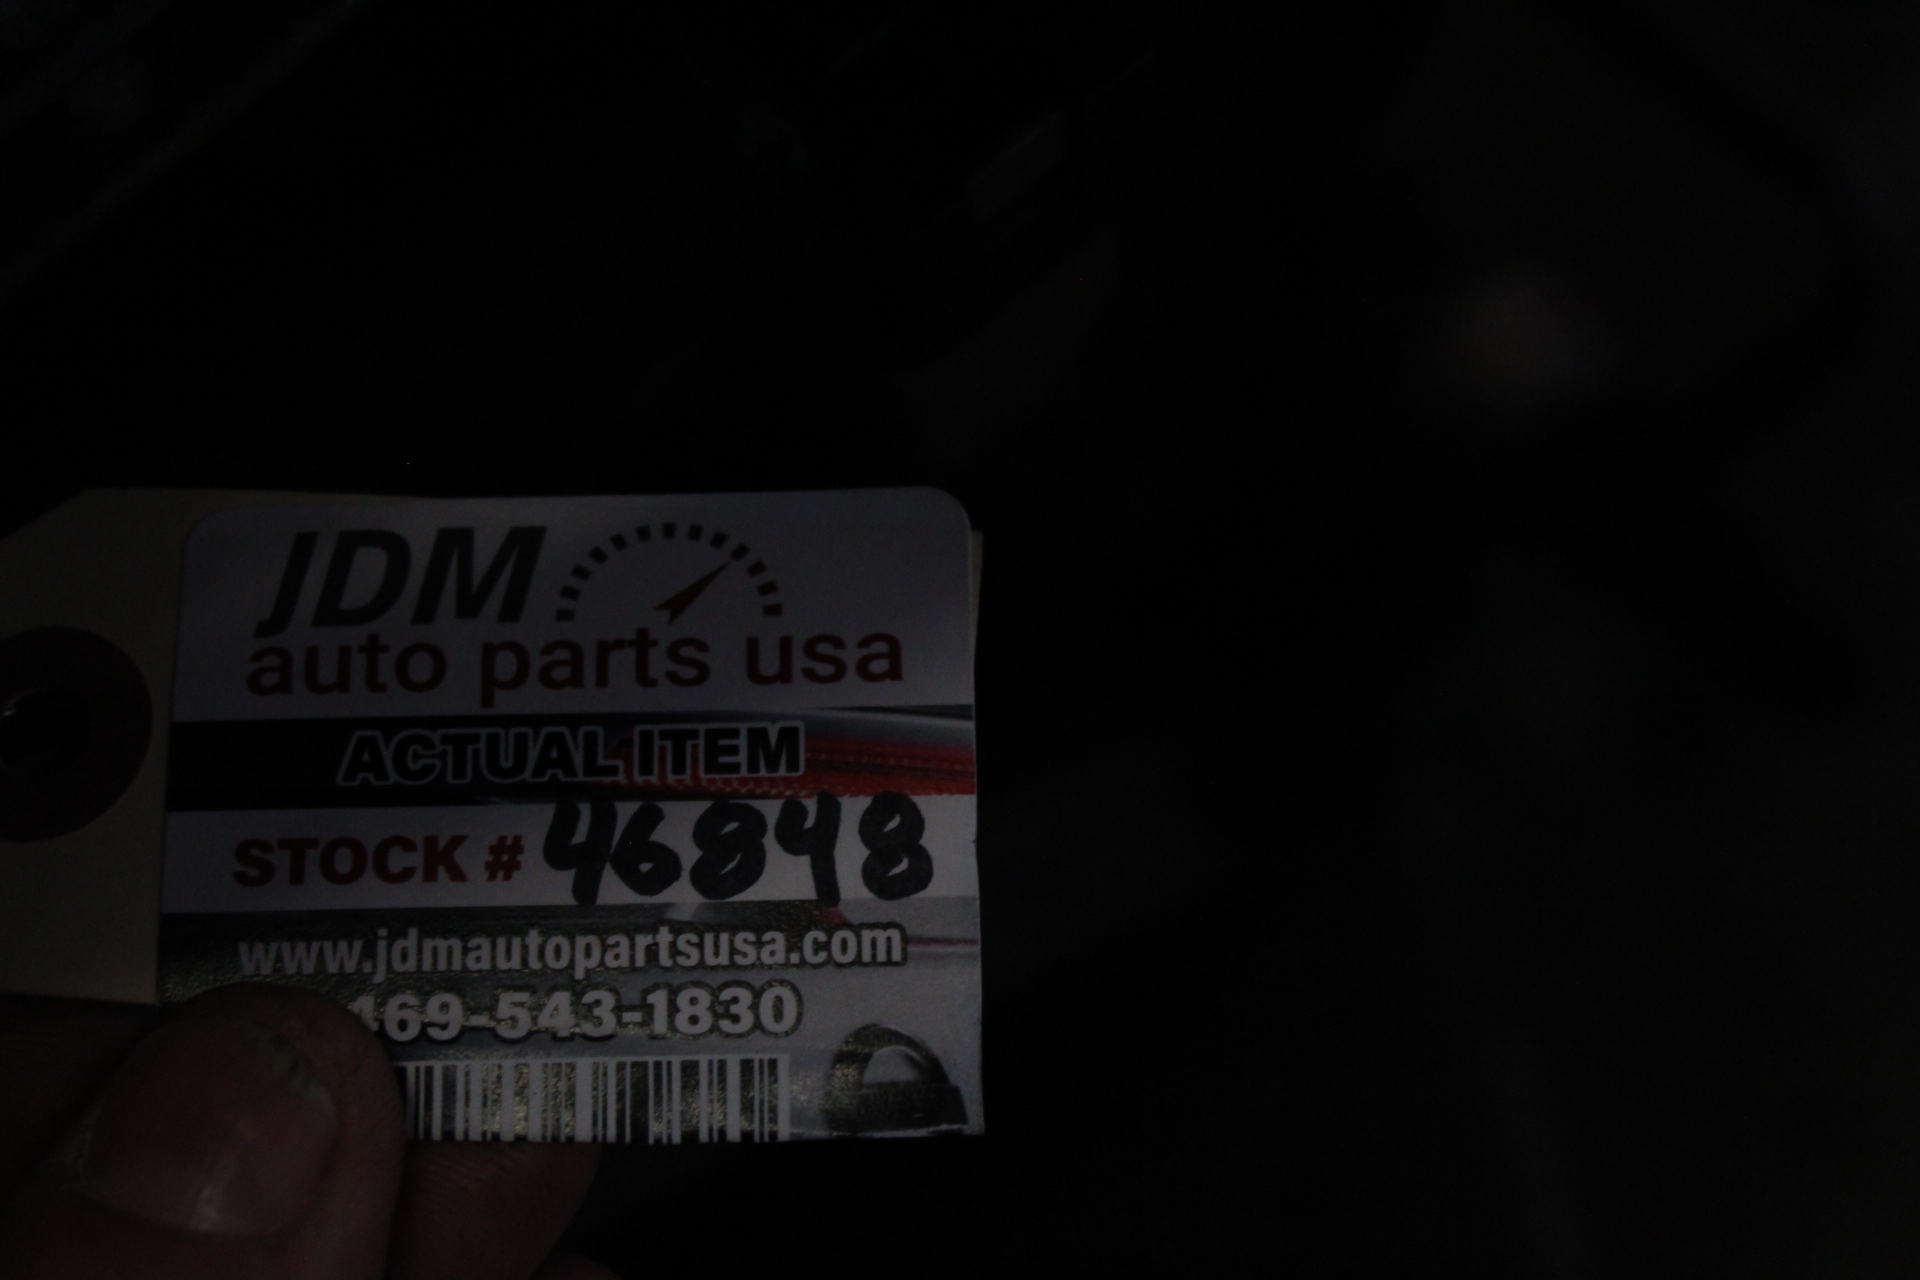 JDM
auto parts usa
ACTUAL ITEM
STOCK # 46848
www.jdmautopartsusa.com
469-543-1830